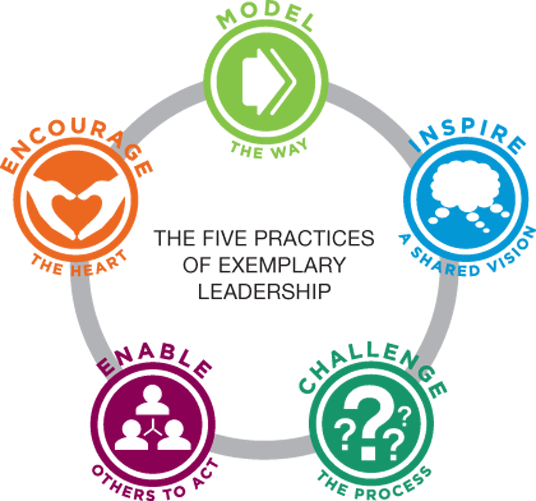 MODEL
THE WAY
INSPIRE
A SHARED VISION
CHALLENGE
THE PROCESS
ENABLE
OTHERS TO ACT
ENCOURAGE
THE HEART
THE FIVE PRACTICES
OF EXEMPLARY
LEADERSHIP
? ? ? ?